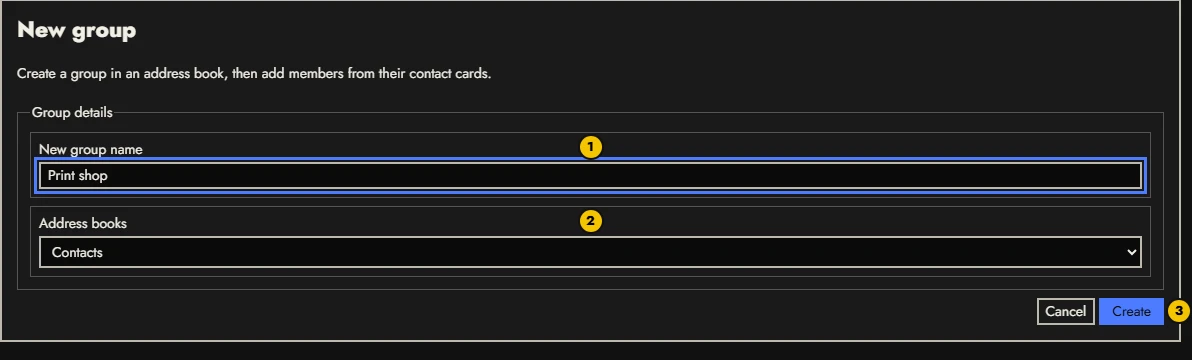 New group
Create a group in an address book, then add members from their contact cards.
Group details
New group name
1
Print shop
Address books
2
Contacts
Cancel
Create
3